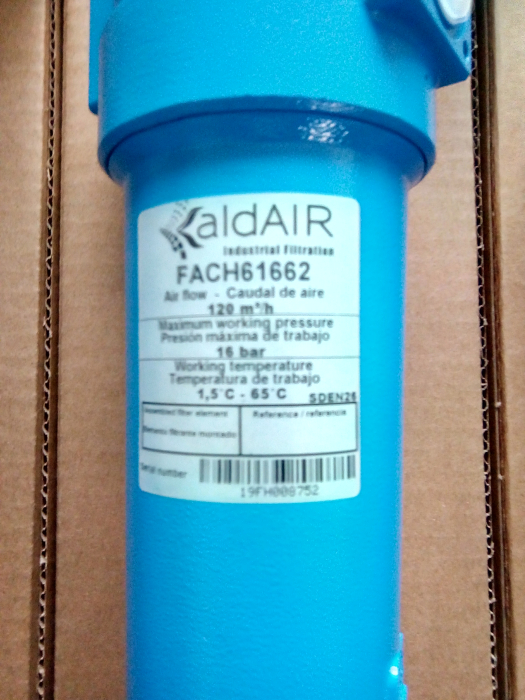 KaldAIR
Industrial Filtration
FACH61662
Air flow - Caudal de aire
120 m³/h
Maximum working pressure
Presión máxima de trabajo
16 bar
Working temperature
Temperatura de trabajo
1,5°C - 65°C SDEN26
Assembled filter element
Reference / referencia
Elemento filtrante montado
Serial number
19FH008752